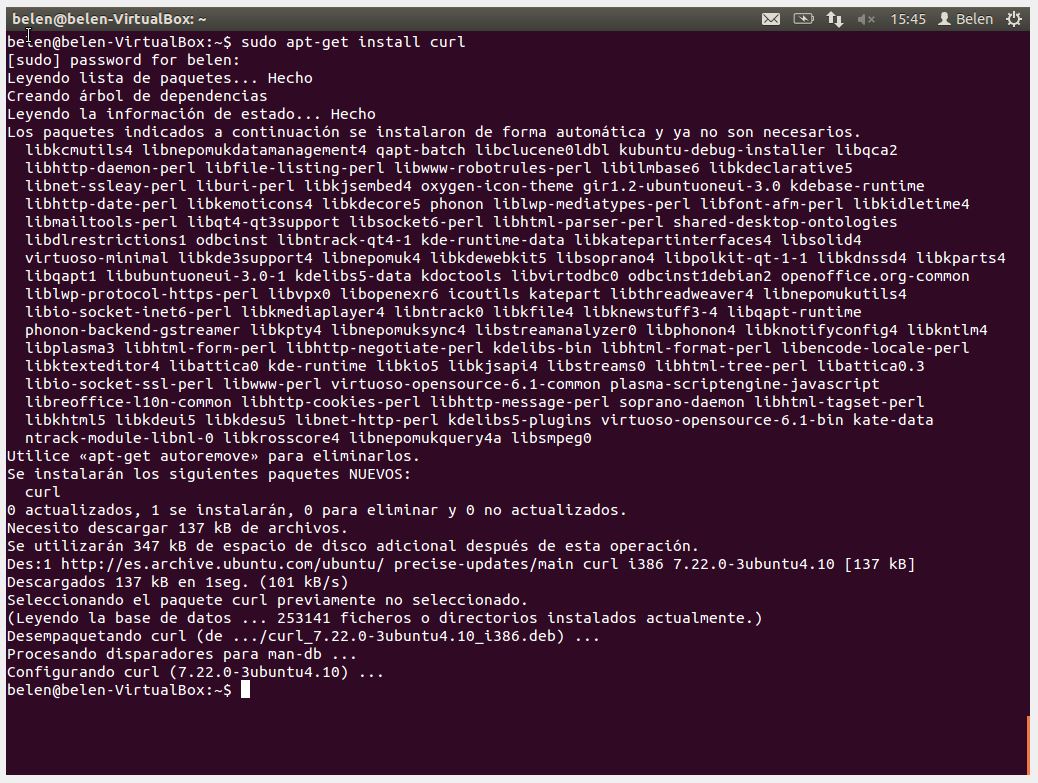 belen@belen-VirtualBox: ~ 15:45 Belen
belen@belen-VirtualBox:~$ sudo apt-get install curl
[sudo] password for belen:
Leyendo lista de paquetes... Hecho
Creando árbol de dependencias
Leyendo la información de estado... Hecho
Los paquetes indicados a continuación se instalaron de forma automática y ya no son necesarios.
libkcmutils4 libnepomukdatamanagement4 qapt-batch libclucene0ldbl kubuntu-debug-installer libqca2
libhttp-daemon-perl libfile-listing-perl libwww-robotrules-perl libilmbase6 libkdeclarative5
libnet-ssleay-perl liburi-perl libkjsembed4 oxygen-icon-theme gir1.2-ubuntuoneui-3.0 kdebase-runtime
libhttp-date-perl libkemoticons4 libkdecore5 phonon liblwp-mediatypes-perl libfont-afm-perl libkidletime4
libmailtools-perl libqt4-qt3support libsocket6-perl libhtml-parser-perl shared-desktop-ontologies
libdlrestrictions1 odbcinst libntrack-qt4-1 kde-runtime-data libkatepartinterfaces4 libsolid4
virtuoso-minimal libkde3support4 libnepomuk4 libkdewebkit5 libsoprano4 libpolkit-qt-1-1 libkdnssd4 libkparts4
libqapt1 libubuntuoneui-3.0-1 kdelibs5-data kdoctools libvirtodbc0 odbcinst1debian2 openoffice.org-common
liblwp-protocol-https-perl libvpx0 libopenexr6 icoutils katepart libthreadweaver4 libnepomukutils4
libio-socket-inet6-perl libkmediaplayer4 libntrack0 libkfile4 libknewstuff3-4 libqapt-runtime
phonon-backend-gstreamer libkpty4 libnepomuksync4 libstreamanalyzer0 libphonon4 libknotifyconfig4 libkntlm4
libplasma3 libhtml-form-perl libhttp-negotiate-perl kdelibs-bin libhtml-format-perl libencode-locale-perl
libktexteditor4 libattica0 kde-runtime libkio5 libkjsapi4 libstreams0 libhtml-tree-perl libattica0.3
libio-socket-ssl-perl libwww-perl virtuoso-opensource-6.1-common plasma-scriptengine-javascript
libreoffice-l10n-common libhttp-cookies-perl libhttp-message-perl soprano-daemon libhtml-tagset-perl
libkhtml5 libkdeui5 libkdesu5 libnet-http-perl kdelibs5-plugins virtuoso-opensource-6.1-bin kate-data
ntrack-module-libnl-0 libkrosscore4 libnepomukquery4a libsmpeg0
Utilice «apt-get autoremove» para eliminarlos.
Se instalarán los siguientes paquetes NUEVOS:
curl
0 actualizados, 1 se instalarán, 0 para eliminar y 0 no actualizados.
Necesito descargar 137 kB de archivos.
Se utilizarán 347 kB de espacio de disco adicional después de esta operación.
Des:1 http://es.archive.ubuntu.com/ubuntu/ precise-updates/main curl i386 7.22.0-3ubuntu4.10 [137 kB]
Descargados 137 kB en 1seg. (101 kB/s)
Seleccionando el paquete curl previamente no seleccionado.
(Leyendo la base de datos ... 253141 ficheros o directorios instalados actualmente.)
Desempaquetando curl (de .../curl_7.22.0-3ubuntu4.10_i386.deb) ...
Procesando disparadores para man-db ...
Configurando curl (7.22.0-3ubuntu4.10) ...
belen@belen-VirtualBox:~$